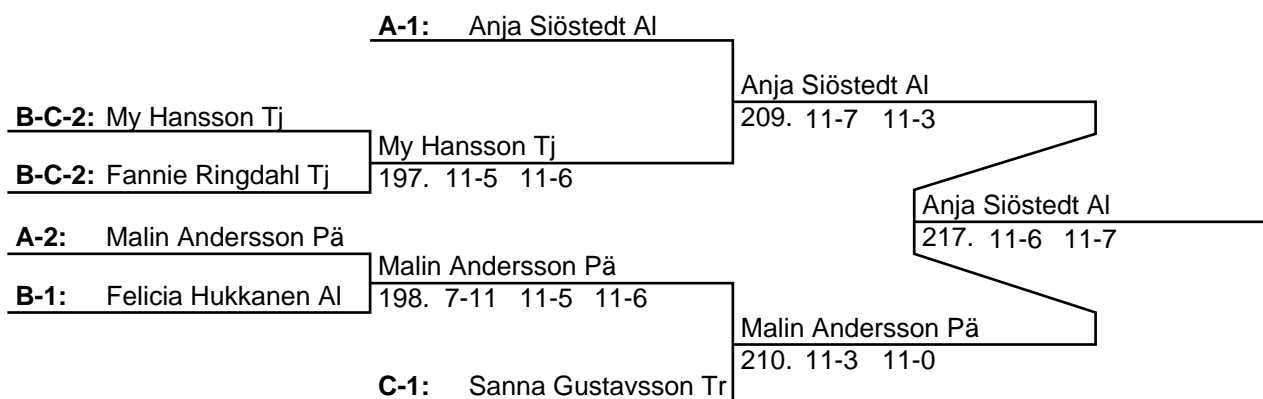 A-1: Anja Siöstedt Al
Anja Siöstedt Al
209. 11-7 11-3
B-C-2: My Hansson Tj
My Hansson Tj
B-C-2: Fannie Ringdahl Tj
197. 11-5 11-6
Anja Siöstedt Al
217. 11-6 11-7
A-2: Malin Andersson Pä
Malin Andersson Pä
B-1: Felicia Hukkanen Al
198. 7-11 11-5 11-6
Malin Andersson Pä
210. 11-3 11-0
C-1: Sanna Gustavsson Tr